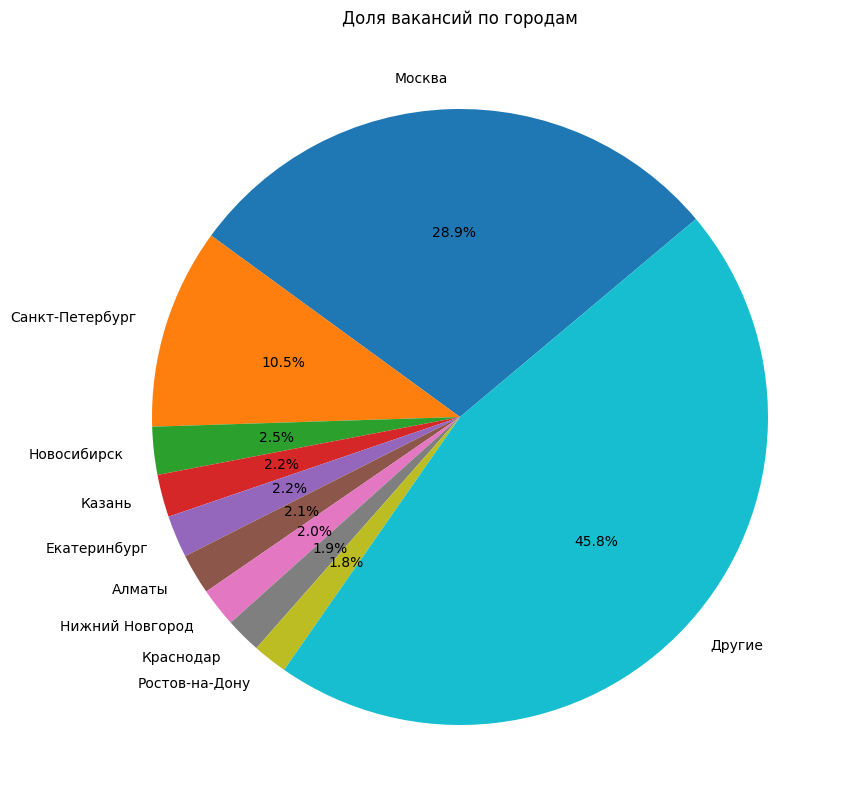 Доля вакансий по городам
Москва
28.9%
Санкт-Петербург
10.5%
Новосибирск
2.5%
Казань
2.2%
Екатеринбург
2.2%
Алматы
2.1%
Нижний Новгород
2.0%
Краснодар
1.9%
Ростов-на-Дону
1.8%
Другие
45.8%